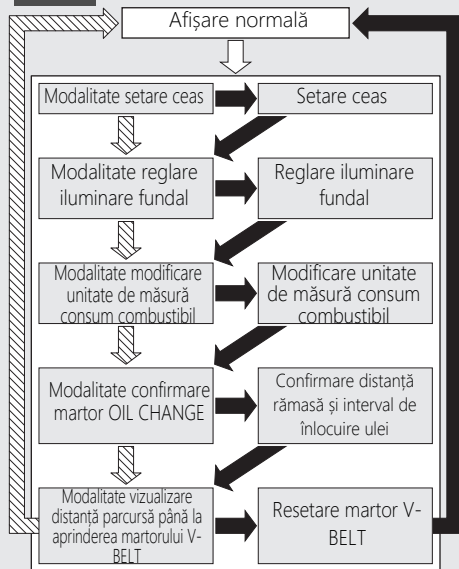 Afișare normală
Modalitate setare ceas
Setare ceas
Modalitate reglare
iluminare fundal
Reglare iluminare
fundal
Modalitate modificare
unitate de măsură
consum combustibil
Modificare unitate
de măsură consum
combustibil
Modalitate confirmare
martor OIL CHANGE
Confirmare distanță
rămasă și interval de
înlocuire ulei
Modalitate vizualizare
distanță parcursă până la
aprinderea martorului V-
BELT
Resetare martor V-
BELT